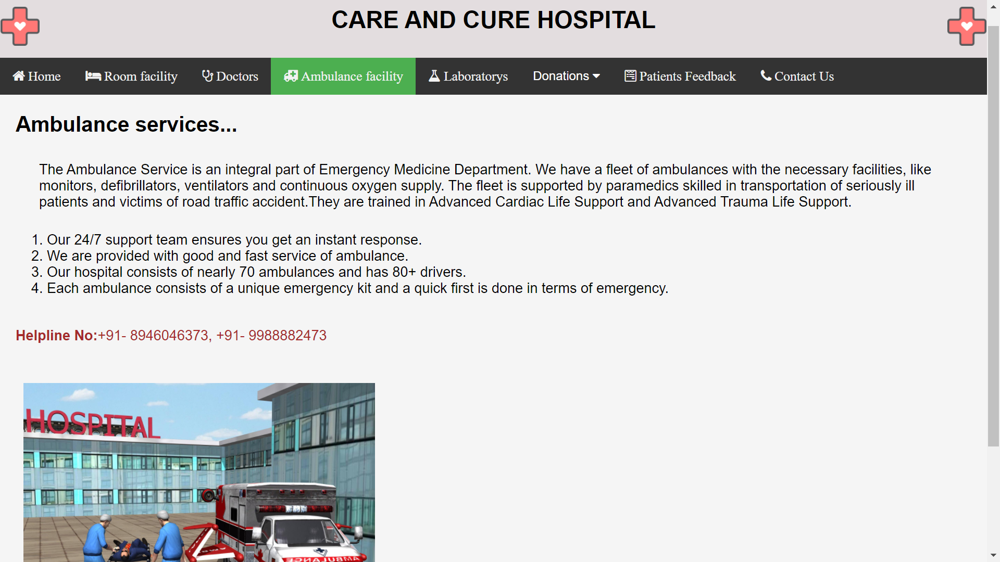 CARE AND CURE HOSPITAL
Home Room facility Doctors Ambulance facility Laboratorys Donations Patients Feedback Contact Us
Ambulance services...
The Ambulance Service is an integral part of Emergency Medicine Department. We have a fleet of ambulances with the necessary facilities, like
monitors, defibrillators, ventilators and continuous oxygen supply. The fleet is supported by paramedics skilled in transportation of seriously ill
patients and victims of road traffic accident.They are trained in Advanced Cardiac Life Support and Advanced Trauma Life Support.
1. Our 24/7 support team ensures you get an instant response.
2. We are provided with good and fast service of ambulance.
3. Our hospital consists of nearly 70 ambulances and has 80+ drivers.
4. Each ambulance consists of a unique emergency kit and a quick first is done in terms of emergency.
Helpline No:+91- 8946046373, +91- 9988882473
HOSPITAL
AMBULANCE